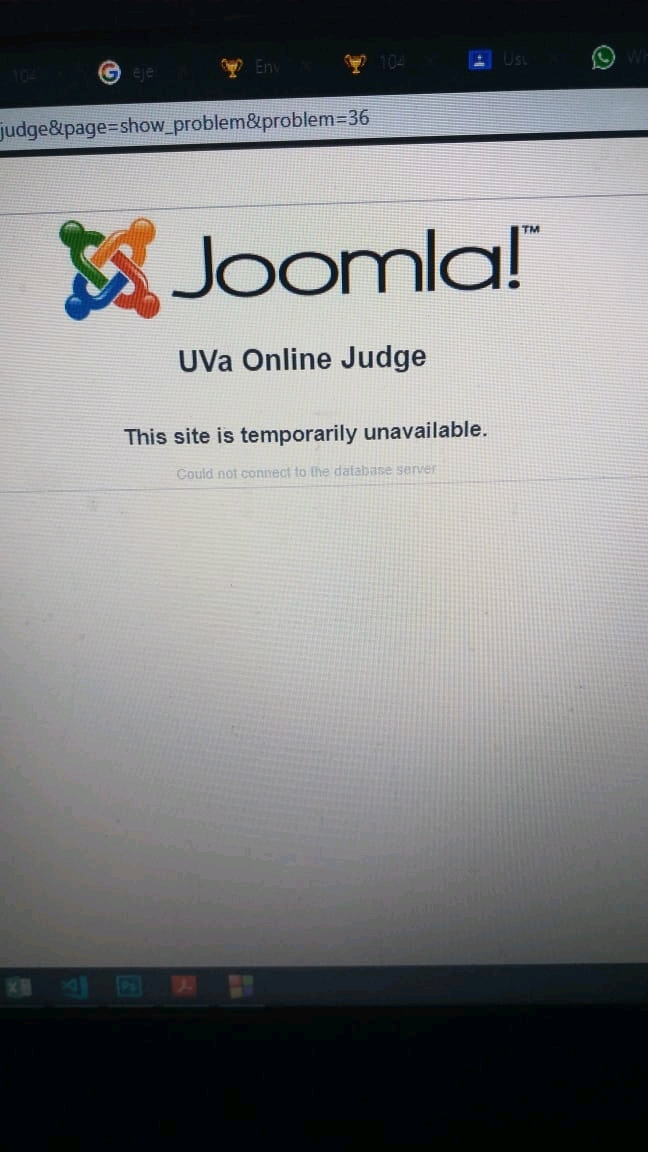 104
eje
Env
104
Usu
judge&page=show_problem&problem=36
Joomla!™
UVa Online Judge
This site is temporarily unavailable.
Could not connect to the database server
Ps